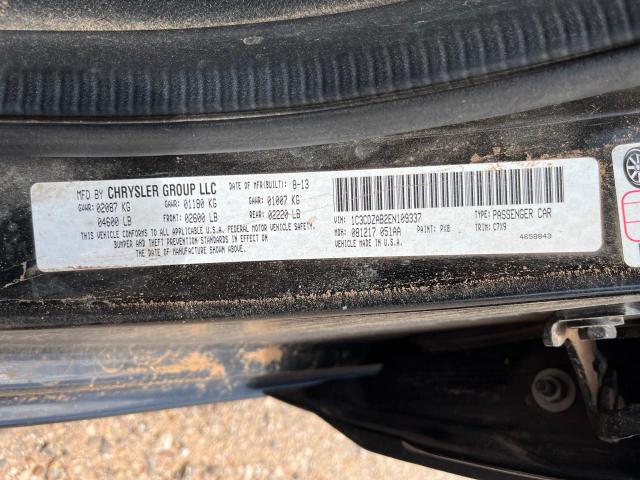 MFD BY CHRYSLER GROUP LLC DATE OF MFR(BUILT): 8-13
GVWR: 02087 KG GAWR: 01180 KG GAWR: 01007 KG
04600 LB FRONT: 02600 LB REAR: 02220 LB
THIS VEHICLE CONFORMS TO ALL APPLICABLE U.S.A. FEDERAL MOTOR VEHICLE SAFETY,
BUMPER AND THEFT PREVENTION STANDARDS IN EFFECT ON
THE DATE OF MANUFACTURE SHOWN ABOVE.
VIN: 1C3CDZAB2EN109337 TYPE: PASSENGER CAR
MDH: 081217 051AA PAINT: PX8 TRIM: C7X9
MADE IN U.S.A. 4658843